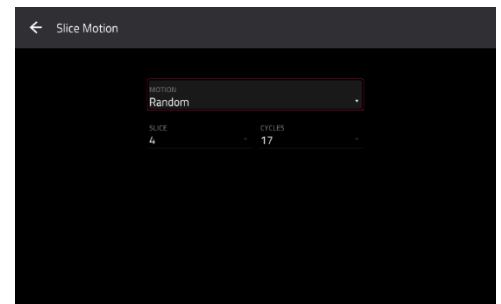 Slice Motion
MOTION
Random
SLICE CYCLES
4 17